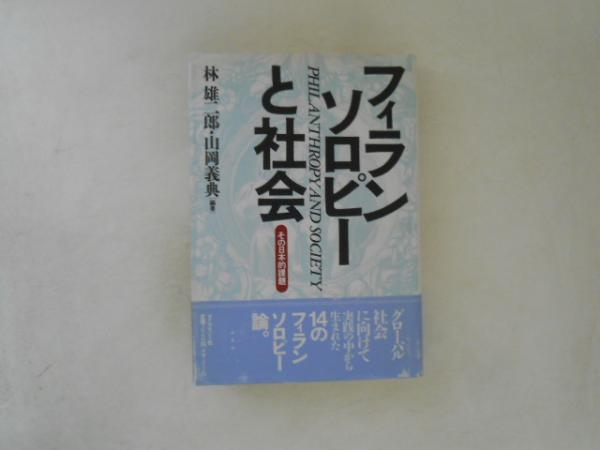 フィラン
ソロピー
と社会
PHILANTHROPY AND SOCIETY
その日本的課題
林 雄二郎・山岡義典 編著
グローバル
社会
に向けて
実践の中から
生まれた
14の
フィラン
ソロピー
論。